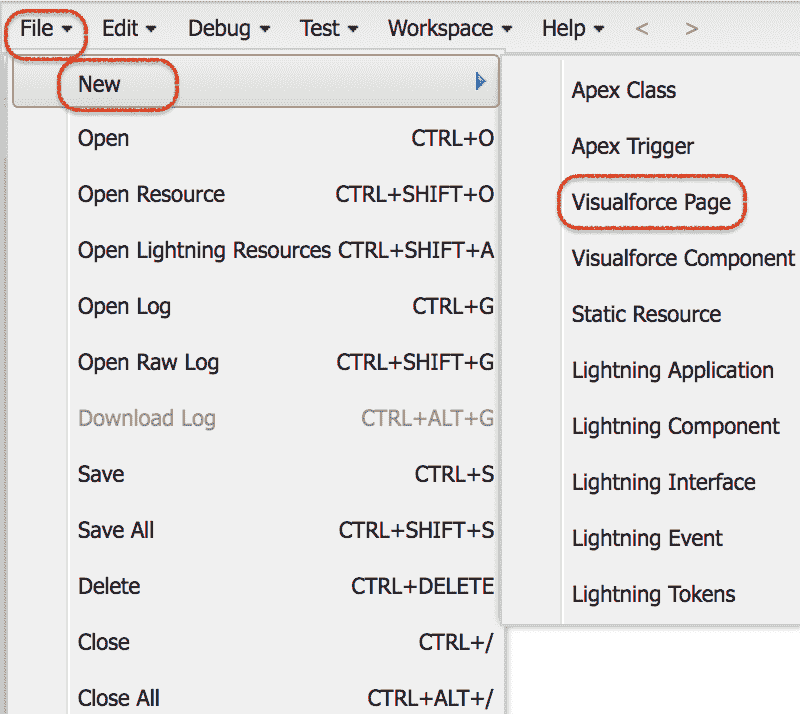 File Edit Debug Test Workspace Help < >
New
Open CTRL+O
Open Resource CTRL+SHIFT+O
Open Lightning Resources CTRL+SHIFT+A
Open Log CTRL+G
Open Raw Log CTRL+SHIFT+G
Download Log CTRL+ALT+G
Save CTRL+S
Save All CTRL+SHIFT+S
Delete CTRL+DELETE
Close CTRL+/
Close All CTRL+ALT+/
Apex Class
Apex Trigger
Visualforce Page
Visualforce Component
Static Resource
Lightning Application
Lightning Component
Lightning Interface
Lightning Event
Lightning Tokens